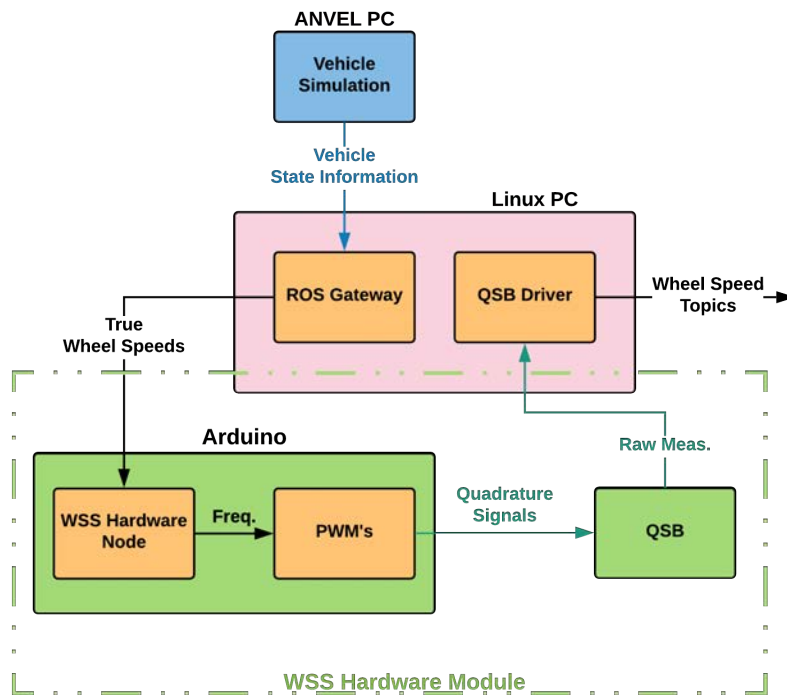 ANVEL PC
Vehicle
Simulation
Vehicle
State Information
Linux PC
ROS Gateway
QSB Driver
Wheel Speed
Topics
True
Wheel Speeds
Arduino
Raw Meas.
WSS Hardware
Node
Freq.
PWM's
Quadrature
Signals
QSB
WSS Hardware Module